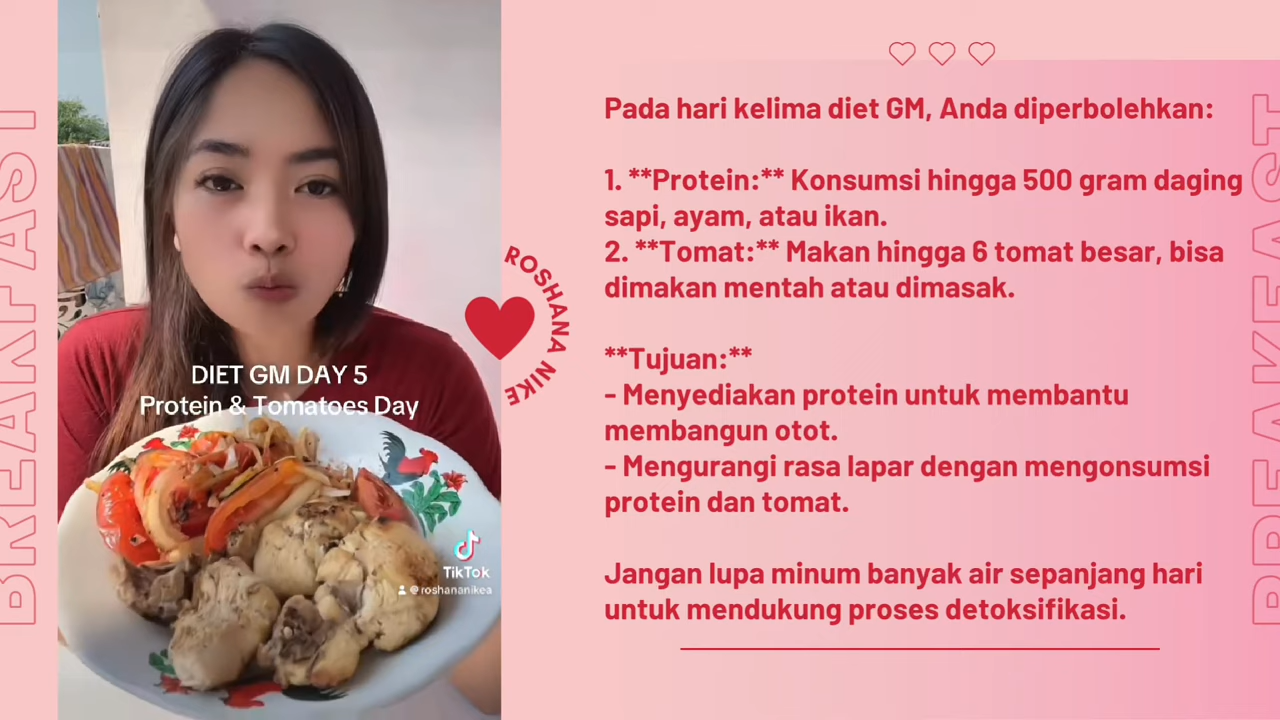 BREAKFAST
DIET GM DAY 5
Protein & Tomatoes Day
TikTok
@roshananikea
ROSHANA NIKE
Pada hari kelima diet GM, Anda diperbolehkan:
1. **Protein:** Konsumsi hingga 500 gram daging
sapi, ayam, atau ikan.
2. **Tomat:** Makan hingga 6 tomat besar, bisa
dimakan mentah atau dimasak.
**Tujuan:**
- Menyediakan protein untuk membantu
membangun otot.
- Mengurangi rasa lapar dengan mengonsumsi
protein dan tomat.
Jangan lupa minum banyak air sepanjang hari
untuk mendukung proses detoksifikasi.
BREAKFAST